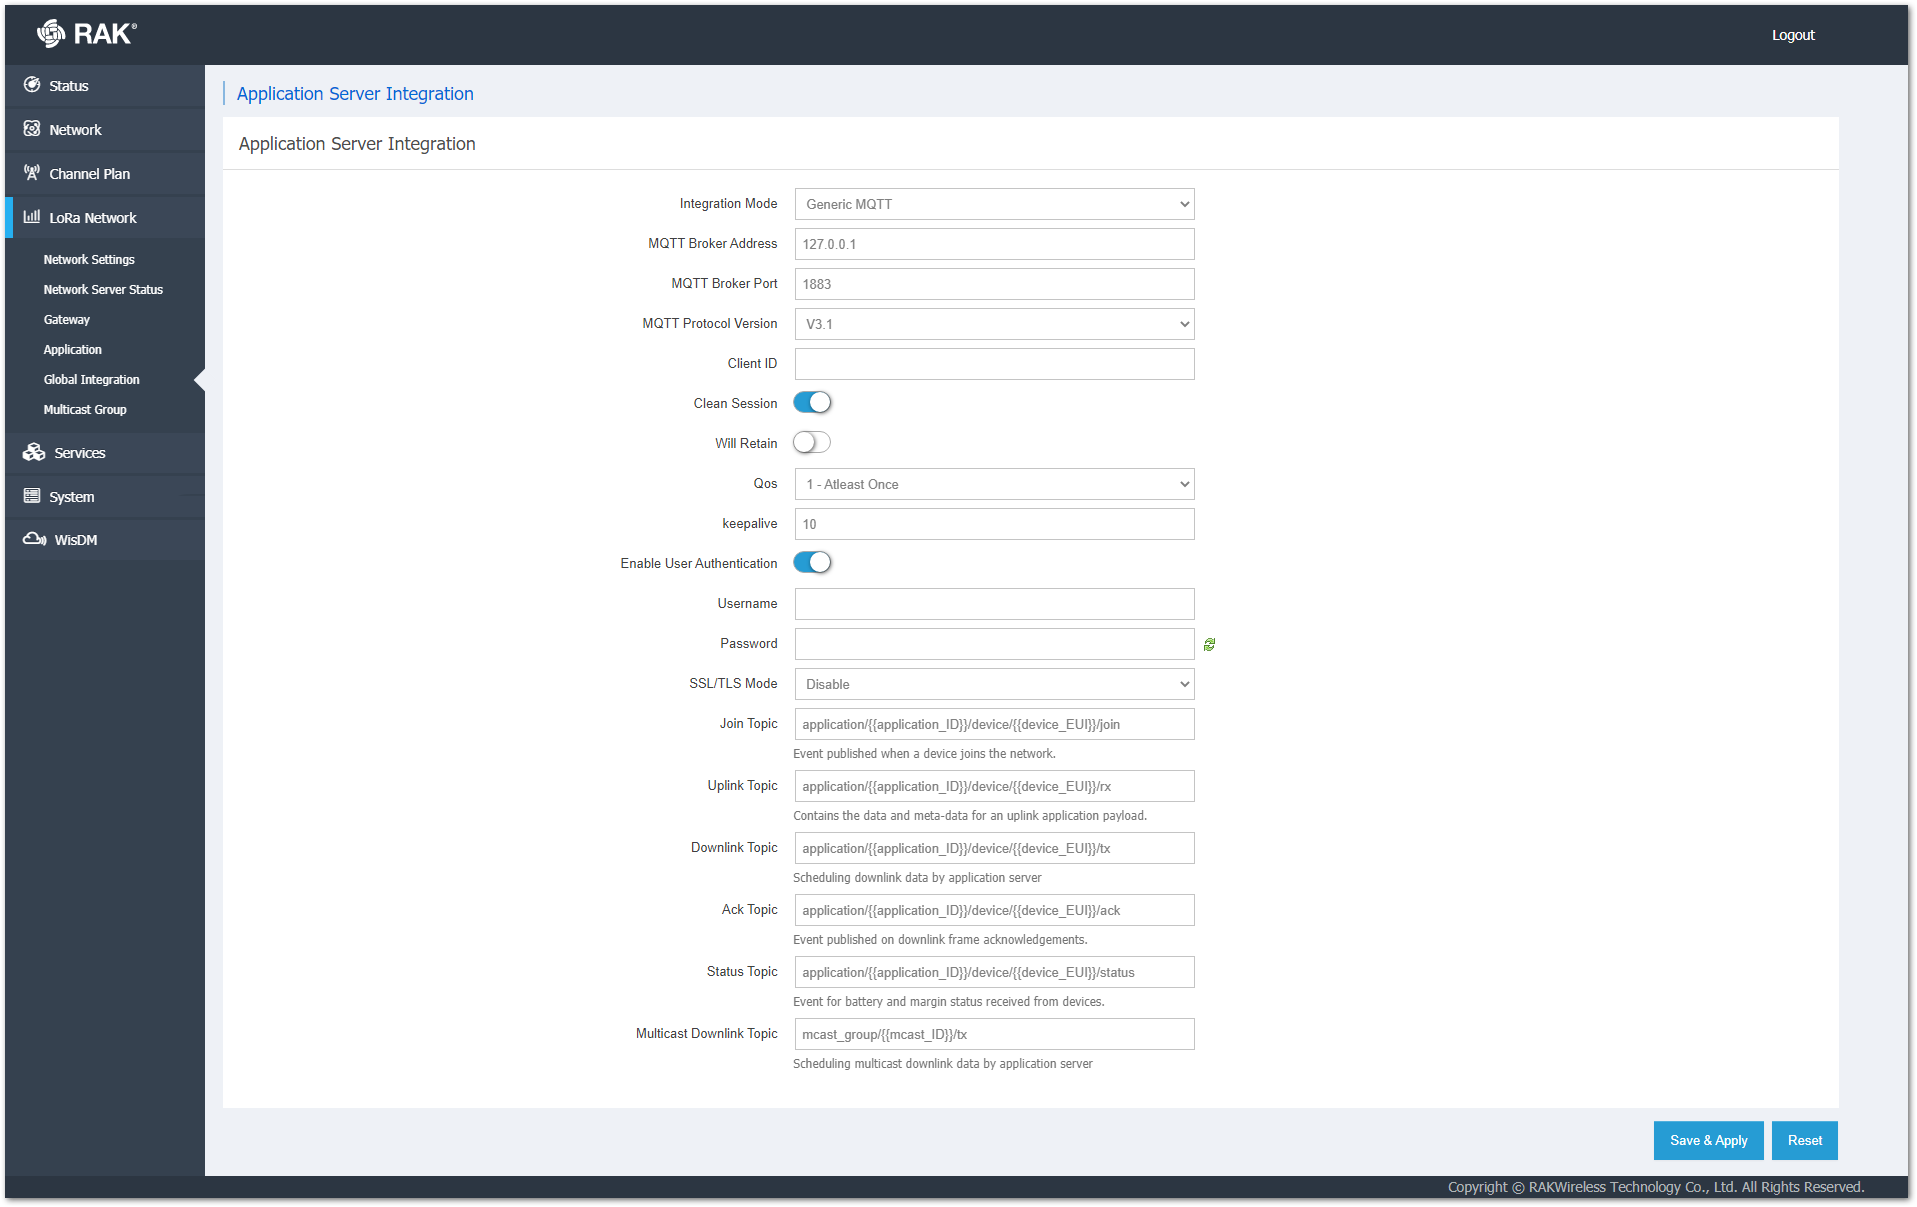 RAK®
Logout
Status
Network
Channel Plan
LoRa Network
Network Settings
Network Server Status
Gateway
Application
Global Integration
Multicast Group
Services
System
WisDM
Application Server Integration
Application Server Integration
Integration Mode Generic MQTT
MQTT Broker Address 127.0.0.1
MQTT Broker Port 1883
MQTT Protocol Version V3.1
Client ID
Clean Session
Will Retain
Qos 1 - Atleast Once
keepalive 10
Enable User Authentication
Username
Password
SSL/TLS Mode Disable
Join Topic application/{{application_ID}}/device/{{device_EUI}}/join
Event published when a device joins the network.
Uplink Topic application/{{application_ID}}/device/{{device_EUI}}/rx
Contains the data and meta-data for an uplink application payload.
Downlink Topic application/{{application_ID}}/device/{{device_EUI}}/tx
Scheduling downlink data by application server
Ack Topic application/{{application_ID}}/device/{{device_EUI}}/ack
Event published on downlink frame acknowledgements.
Status Topic application/{{application_ID}}/device/{{device_EUI}}/status
Event for battery and margin status received from devices.
Multicast Downlink Topic mcast_group/{{mcast_ID}}/tx
Scheduling multicast downlink data by application server
Save & Apply Reset
Copyright © RAKWireless Technology Co., Ltd. All Rights Reserved.